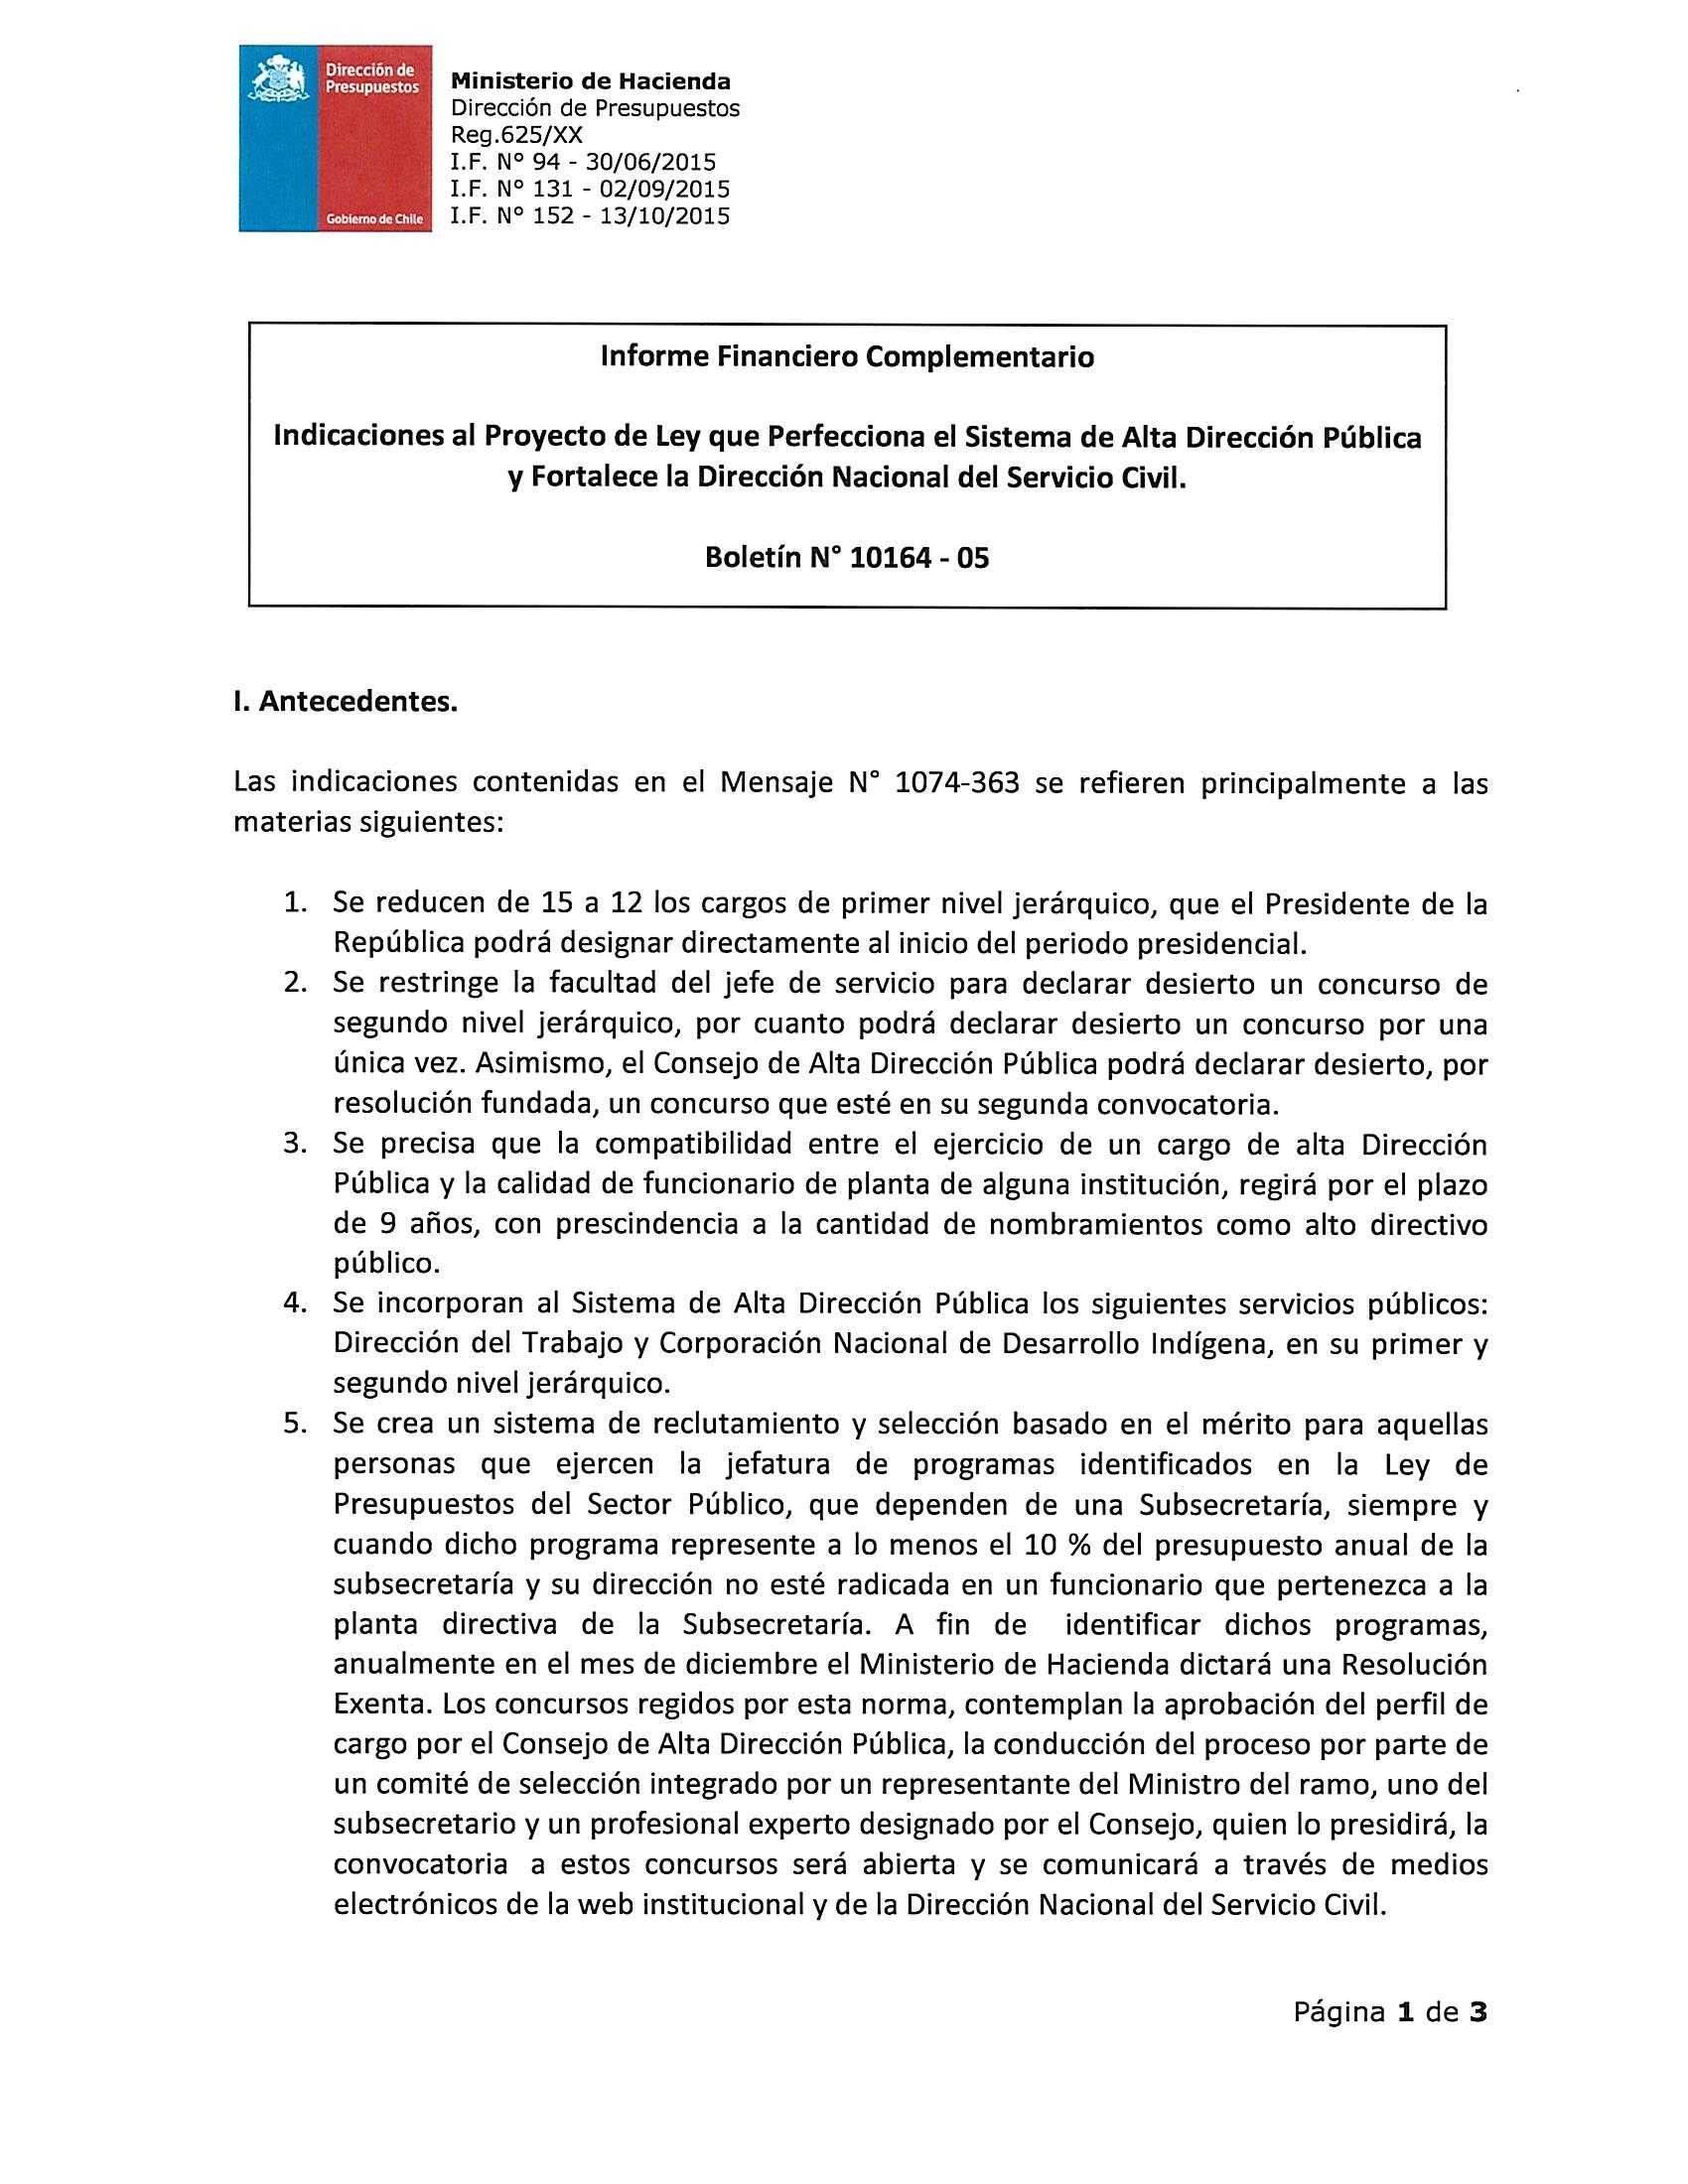 Dirección de
Presupuestos
Gobierno de Chile
Ministerio de Hacienda
Dirección de Presupuestos
Reg.625/XX
I.F. N° 94 - 30/06/2015
I.F. N° 131 - 02/09/2015
I.F. N° 152 - 13/10/2015
Informe Financiero Complementario
Indicaciones al Proyecto de Ley que Perfecciona el Sistema de Alta Dirección Pública
y Fortalece la Dirección Nacional del Servicio Civil.
Boletín N° 10164 - 05
I. Antecedentes.
Las indicaciones contenidas en el Mensaje N° 1074-363 se refieren principalmente a las
materias siguientes:
1. Se reducen de 15 a 12 los cargos de primer nivel jerárquico, que el Presidente de la
República podrá designar directamente al inicio del periodo presidencial.
2. Se restringe la facultad del jefe de servicio para declarar desierto un concurso de
segundo nivel jerárquico, por cuanto podrá declarar desierto un concurso por una
única vez. Asimismo, el Consejo de Alta Dirección Pública podrá declarar desierto, por
resolución fundada, un concurso que esté en su segunda convocatoria.
3. Se precisa que la compatibilidad entre el ejercicio de un cargo de alta Dirección
Pública y la calidad de funcionario de planta de alguna institución, regirá por el plazo
de 9 años, con prescindencia a la cantidad de nombramientos como alto directivo
público.
4. Se incorporan al Sistema de Alta Dirección Pública los siguientes servicios públicos:
Dirección del Trabajo y Corporación Nacional de Desarrollo Indígena, en su primer y
segundo nivel jerárquico.
5. Se crea un sistema de reclutamiento y selección basado en el mérito para aquellas
personas que ejercen la jefatura de programas identificados en la Ley de
Presupuestos del Sector Público, que dependen de una Subsecretaría, siempre y
cuando dicho programa represente a lo menos el 10 % del presupuesto anual de la
subsecretaría y su dirección no esté radicada en un funcionario que pertenezca a la
planta directiva de la Subsecretaría. A fin de identificar dichos programas,
anualmente en el mes de diciembre el Ministerio de Hacienda dictará una Resolución
Exenta. Los concursos regidos por esta norma, contemplan la aprobación del perfil de
cargo por el Consejo de Alta Dirección Pública, la conducción del proceso por parte de
un comité de selección integrado por un representante del Ministro del ramo, uno del
subsecretario y un profesional experto designado por el Consejo, quien lo presidirá, la
convocatoria a estos concursos será abierta y se comunicará a través de medios
electrónicos de la web institucional y de la Dirección Nacional del Servicio Civil.
Página 1 de 3